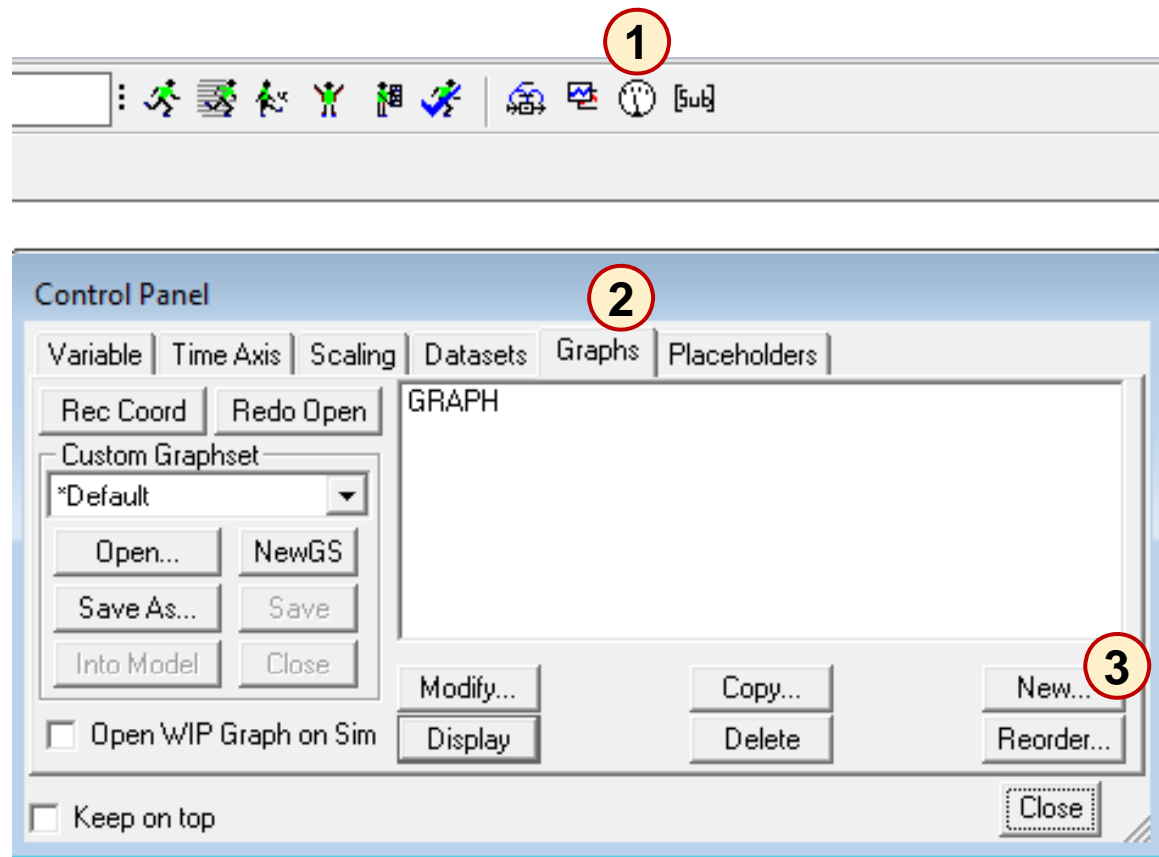 1
[Sub]
Control Panel
2
Variable Time Axis Scaling Datasets Graphs Placeholders
Rec Coord Redo Open
GRAPH
Custom Graphset
*Default
Open... NewGS
Save As... Save
Into Model Close
3
Modify... Copy... New...
Open WIP Graph on Sim
Display Delete Reorder...
Keep on top
Close